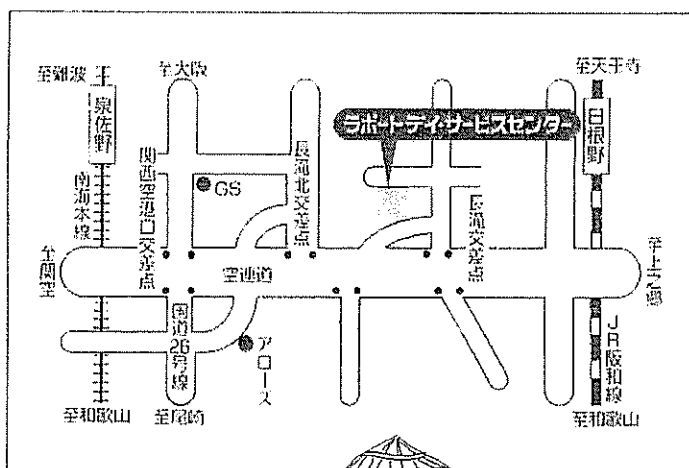 至難波
至大阪
至天王寺
泉佐野
ラポートデイ・サービスセンター
日根野
南海本線
関西空港口交差点
GS
長滝北交差点
長滝交差点
至関空
空連道
至上之郷
国道26号線
アローズ
JR阪和線
至和歌山
至尾崎
至和歌山